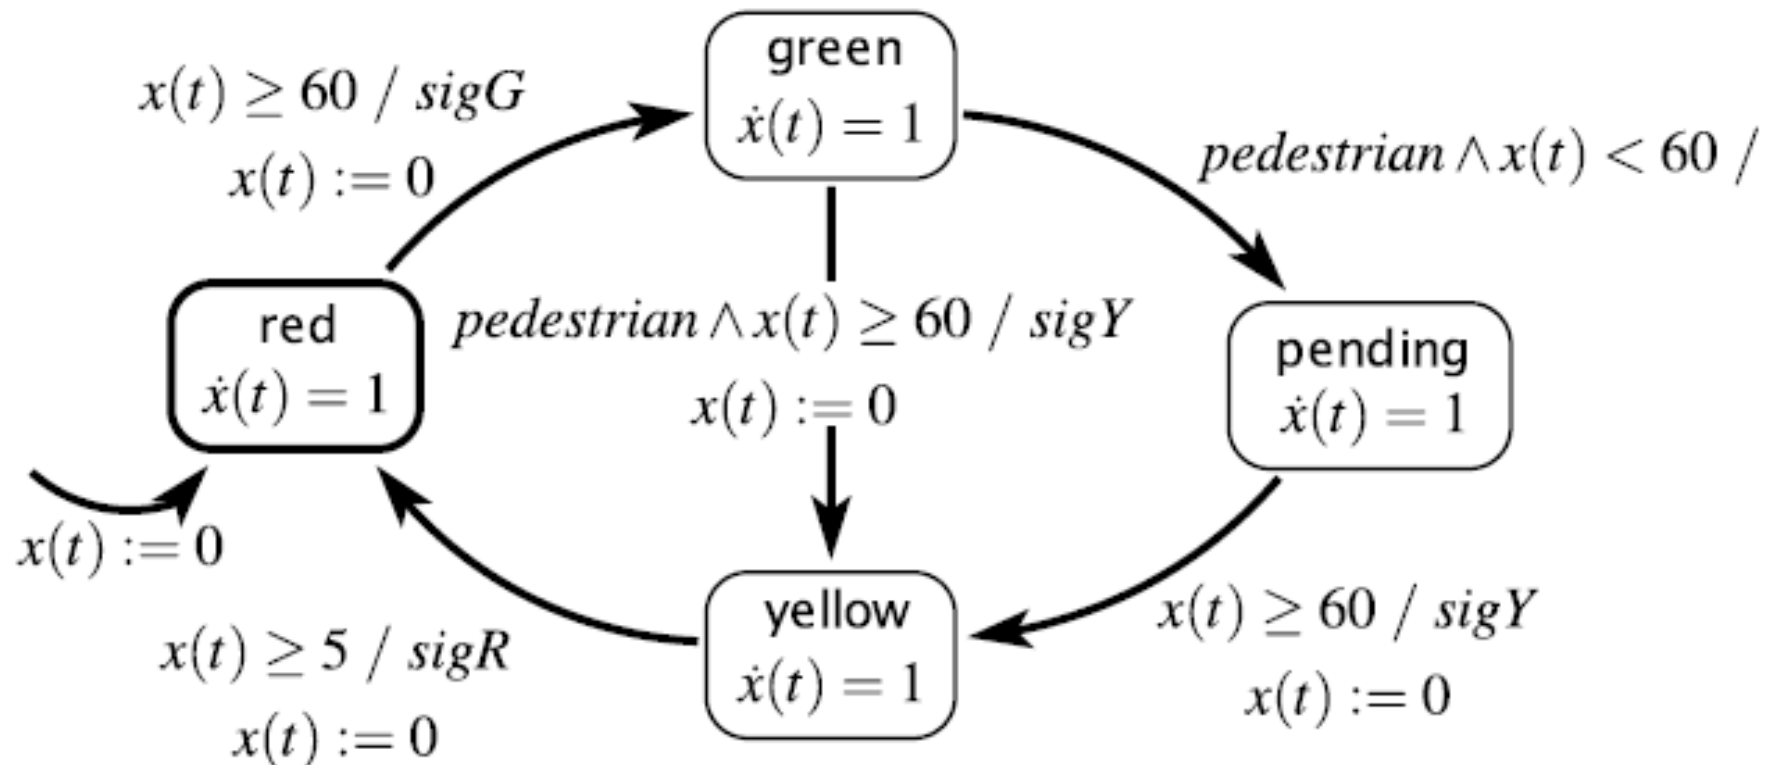 green
ẋ(t) = 1
x(t) ≥ 60 / sigG
x(t) := 0
pedestrian ∧ x(t) < 60 /
red
ẋ(t) = 1
pedestrian ∧ x(t) ≥ 60 / sigY
x(t) := 0
pending
ẋ(t) = 1
x(t) := 0
yellow
ẋ(t) = 1
x(t) ≥ 60 / sigY
x(t) := 0
x(t) ≥ 5 / sigR
x(t) := 0